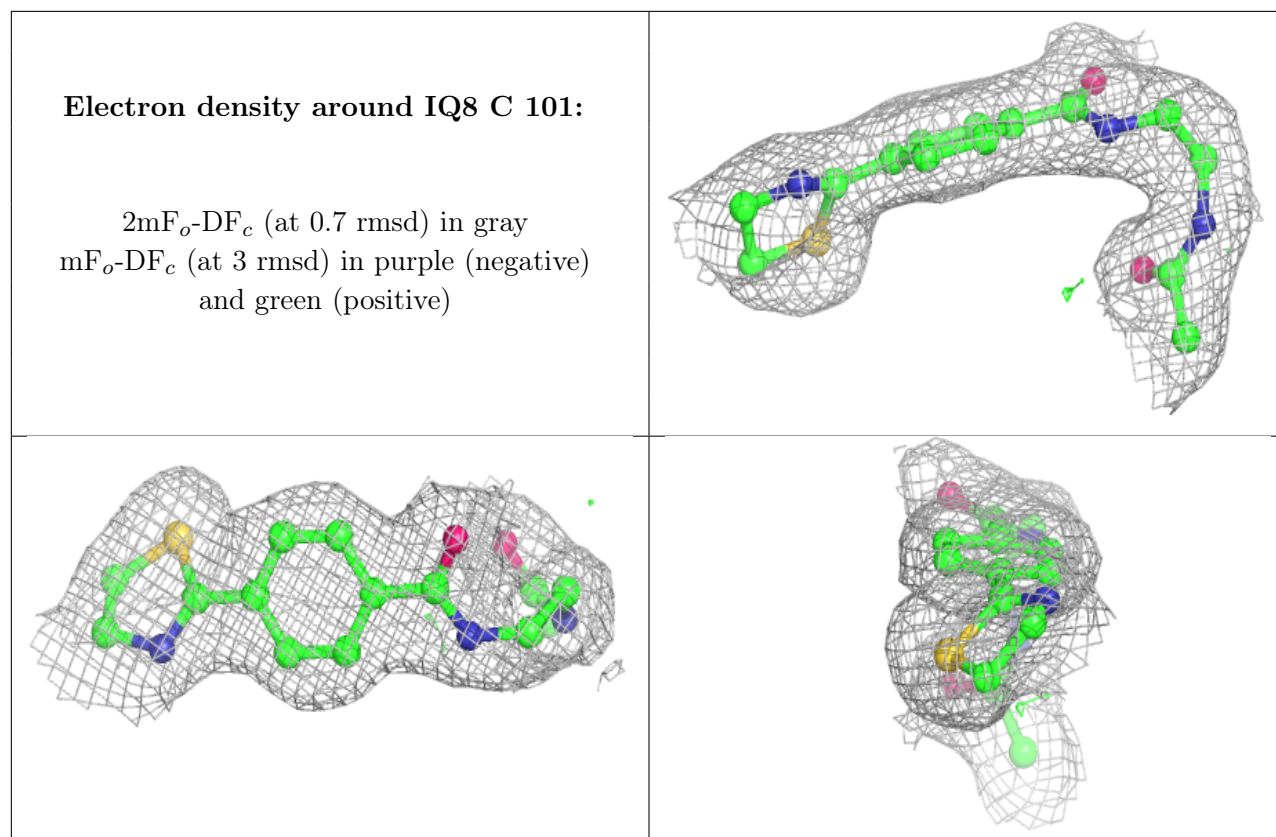 Electron density around IQ8 C 101:
2mFo-DFc (at 0.7 rmsd) in gray
mFo-DFc (at 3 rmsd) in purple (negative)
and green (positive)